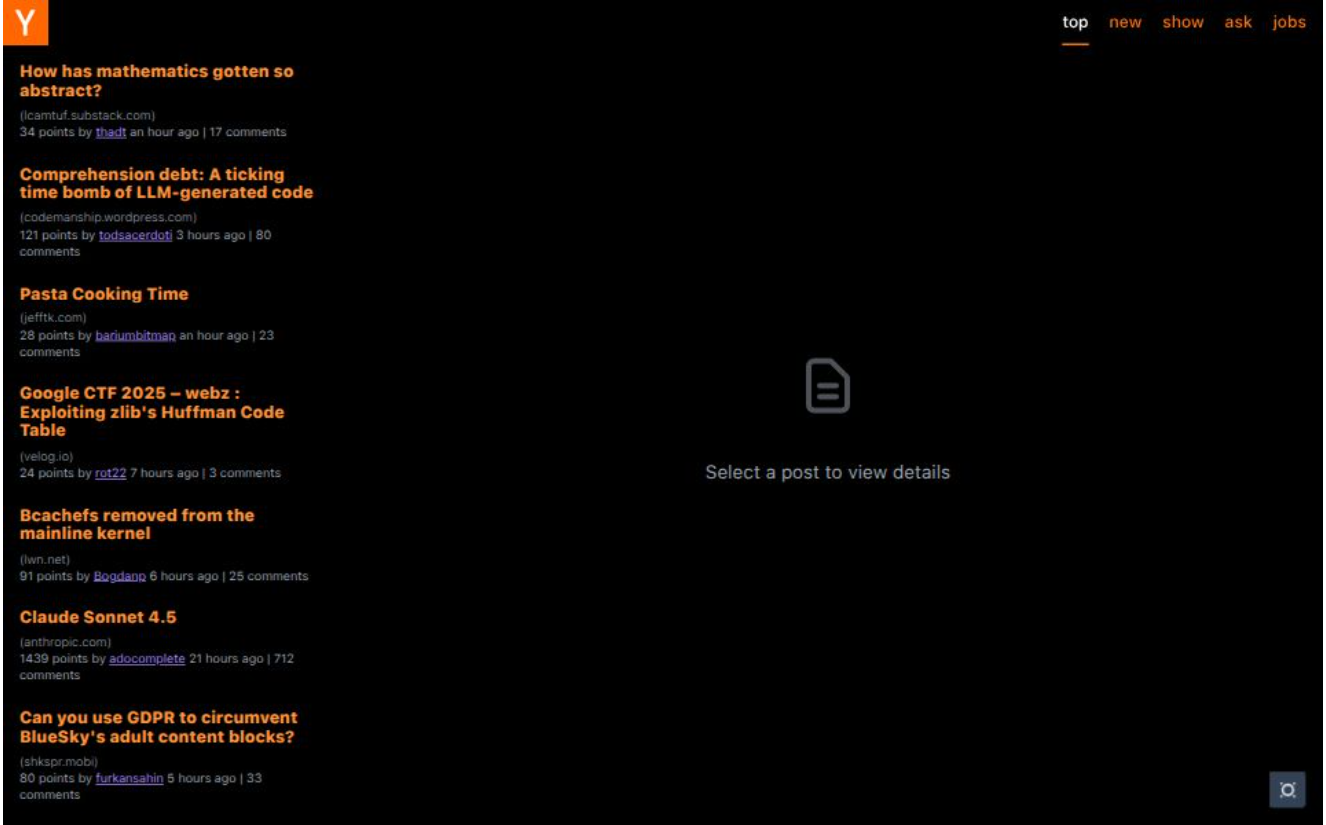 Y
top new show ask jobs
How has mathematics gotten so
abstract?
(lcamtuf.substack.com)
34 points by thadt an hour ago | 17 comments
Comprehension debt: A ticking
time bomb of LLM-generated code
(codemanship.wordpress.com)
121 points by todsacerdoti 3 hours ago | 80
comments
Pasta Cooking Time
(jefftk.com)
28 points by bariumbitmap an hour ago | 23
comments
Google CTF 2025 – webz :
Exploiting zlib's Huffman Code
Table
(velog.io)
24 points by rot22 7 hours ago | 3 comments
Bcachefs removed from the
mainline kernel
(lwn.net)
91 points by Bogdanp 6 hours ago | 25 comments
Claude Sonnet 4.5
(anthropic.com)
1439 points by adocomplete 21 hours ago | 712
comments
Can you use GDPR to circumvent
BlueSky's adult content blocks?
(shkspr.mobi)
80 points by furkansahin 5 hours ago | 33
comments
Select a post to view details